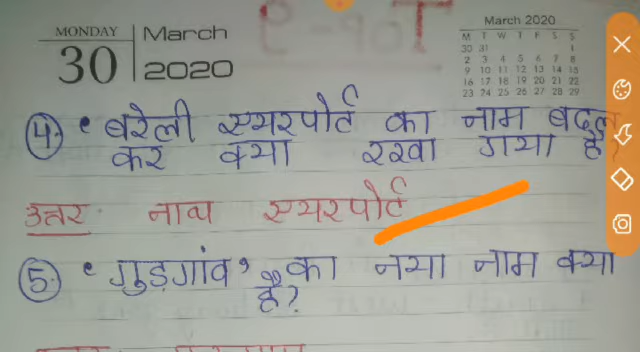 MONDAY
30
March
2020
March 2020
M T W T F S S
30 31 1
2 3 4 5 6 7 8
9 10 11 12 13 14 15
16 17 18 19 20 21 22
23 24 25 26 27 28 29
④. "बरेली एयरपोर्ट का नाम बदल
कर क्या रखा गया है?
उत्तर. नाथ एयरपोर्ट
⑤. "गुड़गांव" का नया नाम क्या
है?